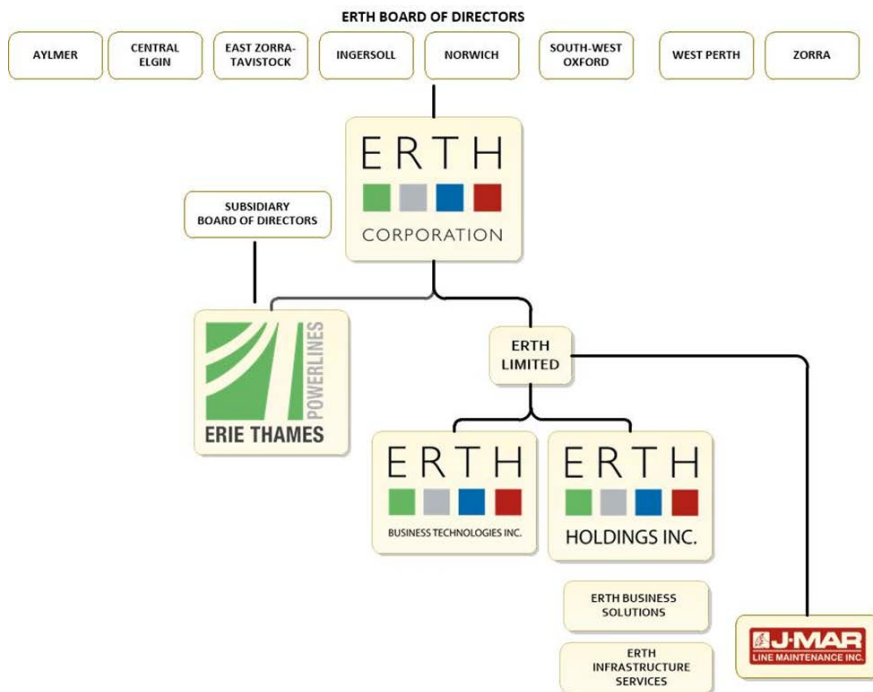 ERTH BOARD OF DIRECTORS
AYLMER
CENTRAL
ELGIN
EAST ZORRA-
TAVISTOCK
INGERSOLL
NORWICH
SOUTH-WEST
OXFORD
WEST PERTH
ZORRA
ERTH
CORPORATION
SUBSIDIARY
BOARD OF DIRECTORS
POWERLINES
ERIE THAMES
ERTH
LIMITED
ERTH
BUSINESS TECHNOLOGIES INC.
ERTH
HOLDINGS INC.
ERTH BUSINESS
SOLUTIONS
ERTH
INFRASTRUCTURE
SERVICES
J-MAR
LINE MAINTENANCE INC.